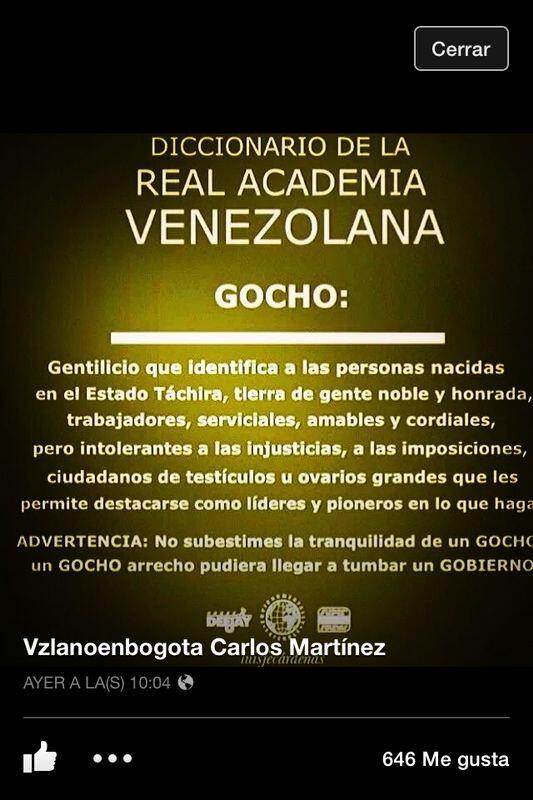 Cerrar
DICCIONARIO DE LA
REAL ACADEMIA
VENEZOLANA
GOCHO:
Gentilicio que identifica a las personas nacidas
en el Estado Táchira, tierra de gente noble y honrada,
trabajadores, serviciales, amables y cordiales,
pero intolerantes a las injusticias, a las imposiciones,
ciudadanos de testículos u ovarios grandes que les
permite destacarse como líderes y pioneros en lo que haga
ADVERTENCIA: No subestimes la tranquilidad de un GOCHO
un GOCHO arrecho pudiera llegar a tumbar un GOBIERNO
DEEJAY
Vzlanoenbogota Carlos Martínez
luisjecardenas
AYER A LA(S) 10:04
646 Me gusta